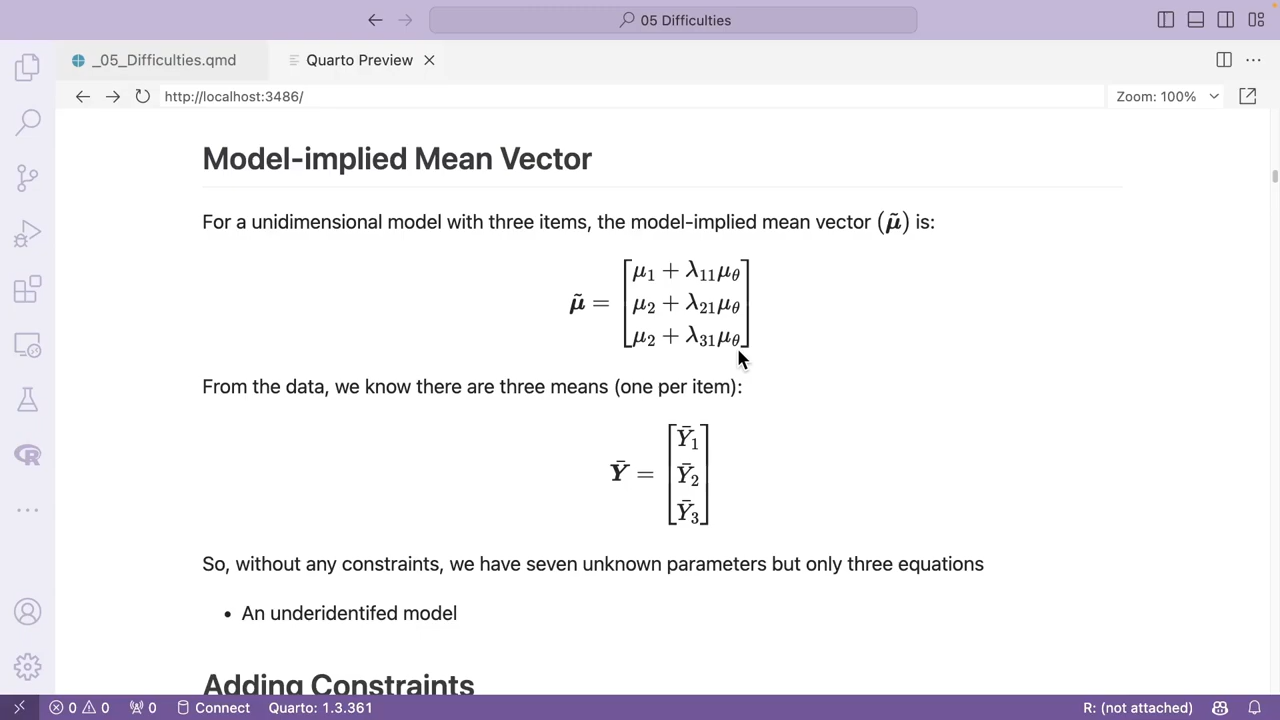 05 Difficulties
_05_Difficulties.qmd
Quarto Preview
http://localhost:3486/
Zoom: 100%
Model-implied Mean Vector
For a unidimensional model with three items, the model-implied mean vector (μ̃) is:
μ̃ = [μ₁ + λ₁₁μ_θ
μ₂ + λ₂₁μ_θ
μ₂ + λ₃₁μ_θ]
From the data, we know there are three means (one per item):
Ȳ = [Ȳ₁
Ȳ₂
Ȳ₃]
So, without any constraints, we have seven unknown parameters but only three equations
• An underidentifed model
Adding Constraints
0 0 0 Connect Quarto: 1.3.361 R: (not attached)